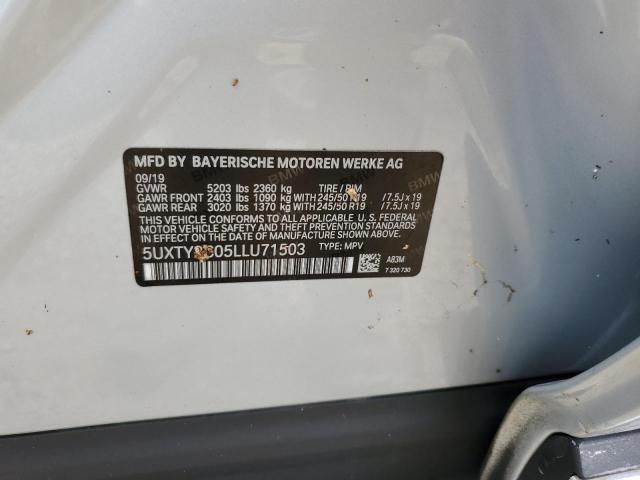 MFD BY BAYERISCHE MOTOREN WERKE AG
09/19
GVWR 5203 lbs 2360 kg TIRE / RIM
GAWR FRONT 2403 lbs 1090 kg WITH 245/50 R19 /7.5J x 19
GAWR REAR 3020 lbs 1370 kg WITH 245/50 R19 /7.5J x 19
THIS VEHICLE CONFORMS TO ALL APPLICABLE U. S. FEDERAL
MOTOR VEHICLE SAFETY AND THEFT PREVENTION STANDARDS
IN EFFECT ON THE DATE OF MANUFACTURE SHOWN ABOVE.
TYPE: MPV
A83M
7 320 730